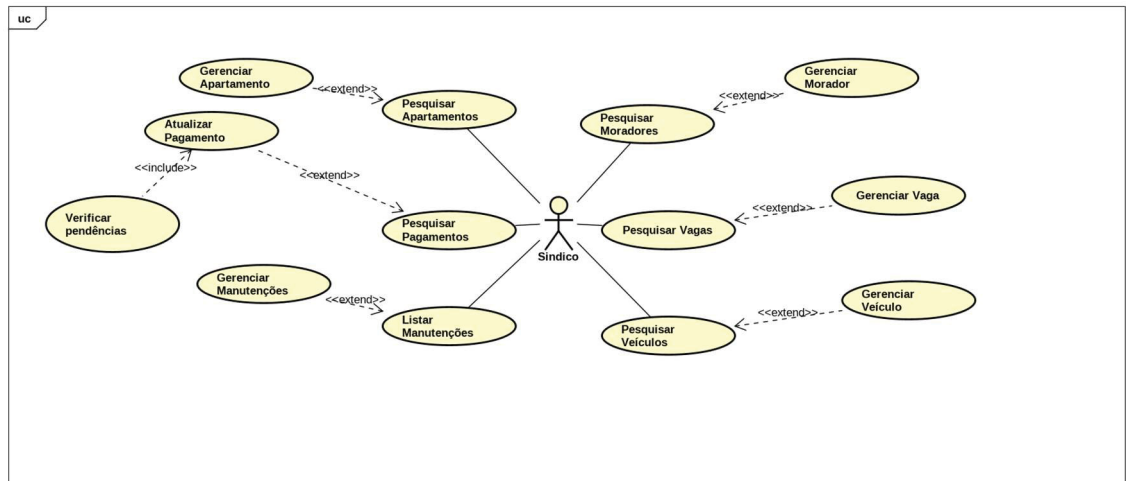 uc
Gerenciar
Apartamento
<<extend>>
Pesquisar
Apartamentos
Atualizar
Pagamento
<<include>>
<<extend>>
Verificar
pendências
Pesquisar
Pagamentos
Gerenciar
Manutenções
<<extend>>
Listar
Manutenções
Sindico
Gerenciar
Morador
<<extend>>
Pesquisar
Moradores
Gerenciar Vaga
<<extend>>
Pesquisar Vagas
Gerenciar
Veículo
<<extend>>
Pesquisar
Veículos